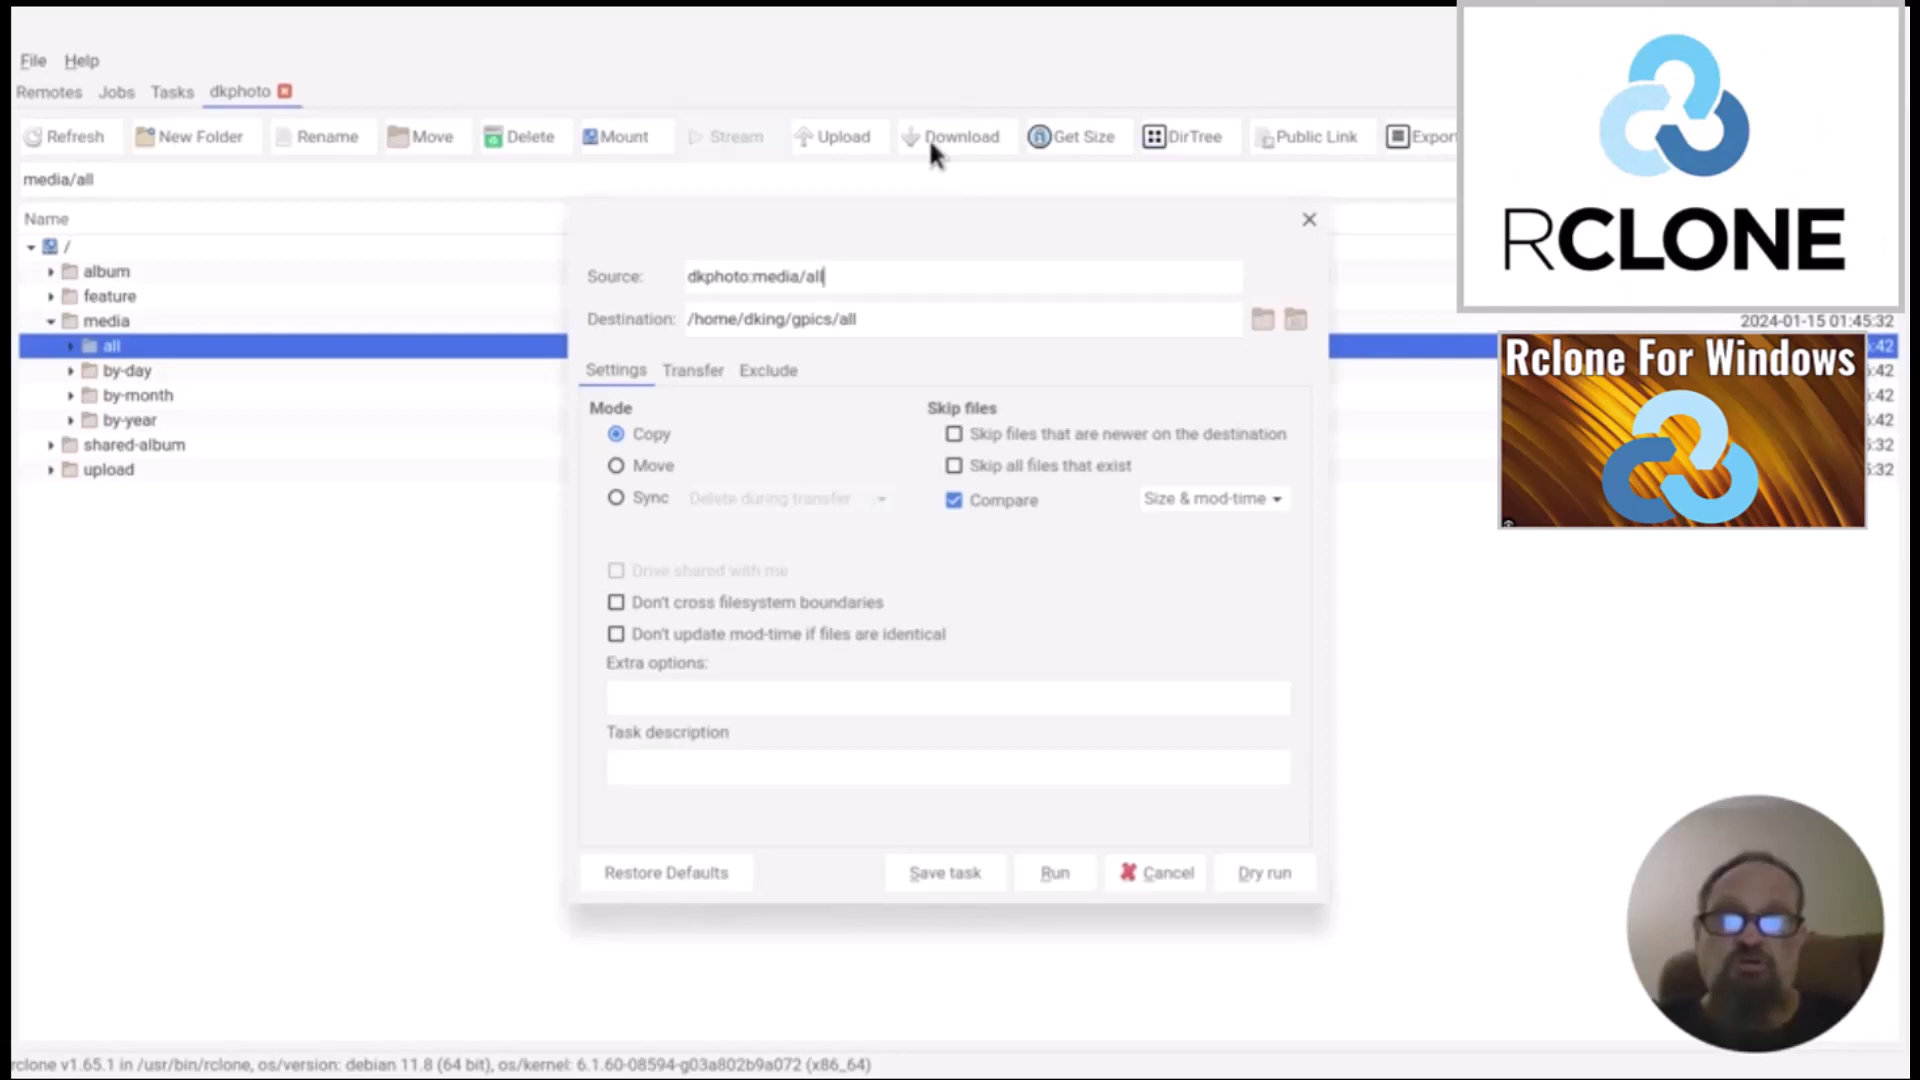 File Help
Remotes Jobs Tasks dkphoto
Refresh New Folder Rename Move Delete Mount Stream Upload Download Get Size DirTree Public Link Export
media/all
Name
/
album
feature
media
all
by-day
by-month
by-year
shared-album
upload
Source: dkphoto:media/all
Destination: /home/dking/gpics/all
Settings Transfer Exclude
Mode
Copy
Move
Sync Delete during transfer
Skip files
Skip files that are newer on the destination
Skip all files that exist
Compare Size & mod-time
Drive shared with me
Don't cross filesystem boundaries
Don't update mod-time if files are identical
Extra options:
Task description
Restore Defaults Save task Run Cancel Dry run
RCLONE
2024-01-15 01:45:32
:42
:42
:42
:42
:32
:32
Rclone For Windows
rclone v1.65.1 in /usr/bin/rclone, os/version: debian 11.8 (64 bit), os/kernel: 6.1.60-08594-g03a802b9a072 (x86_64)